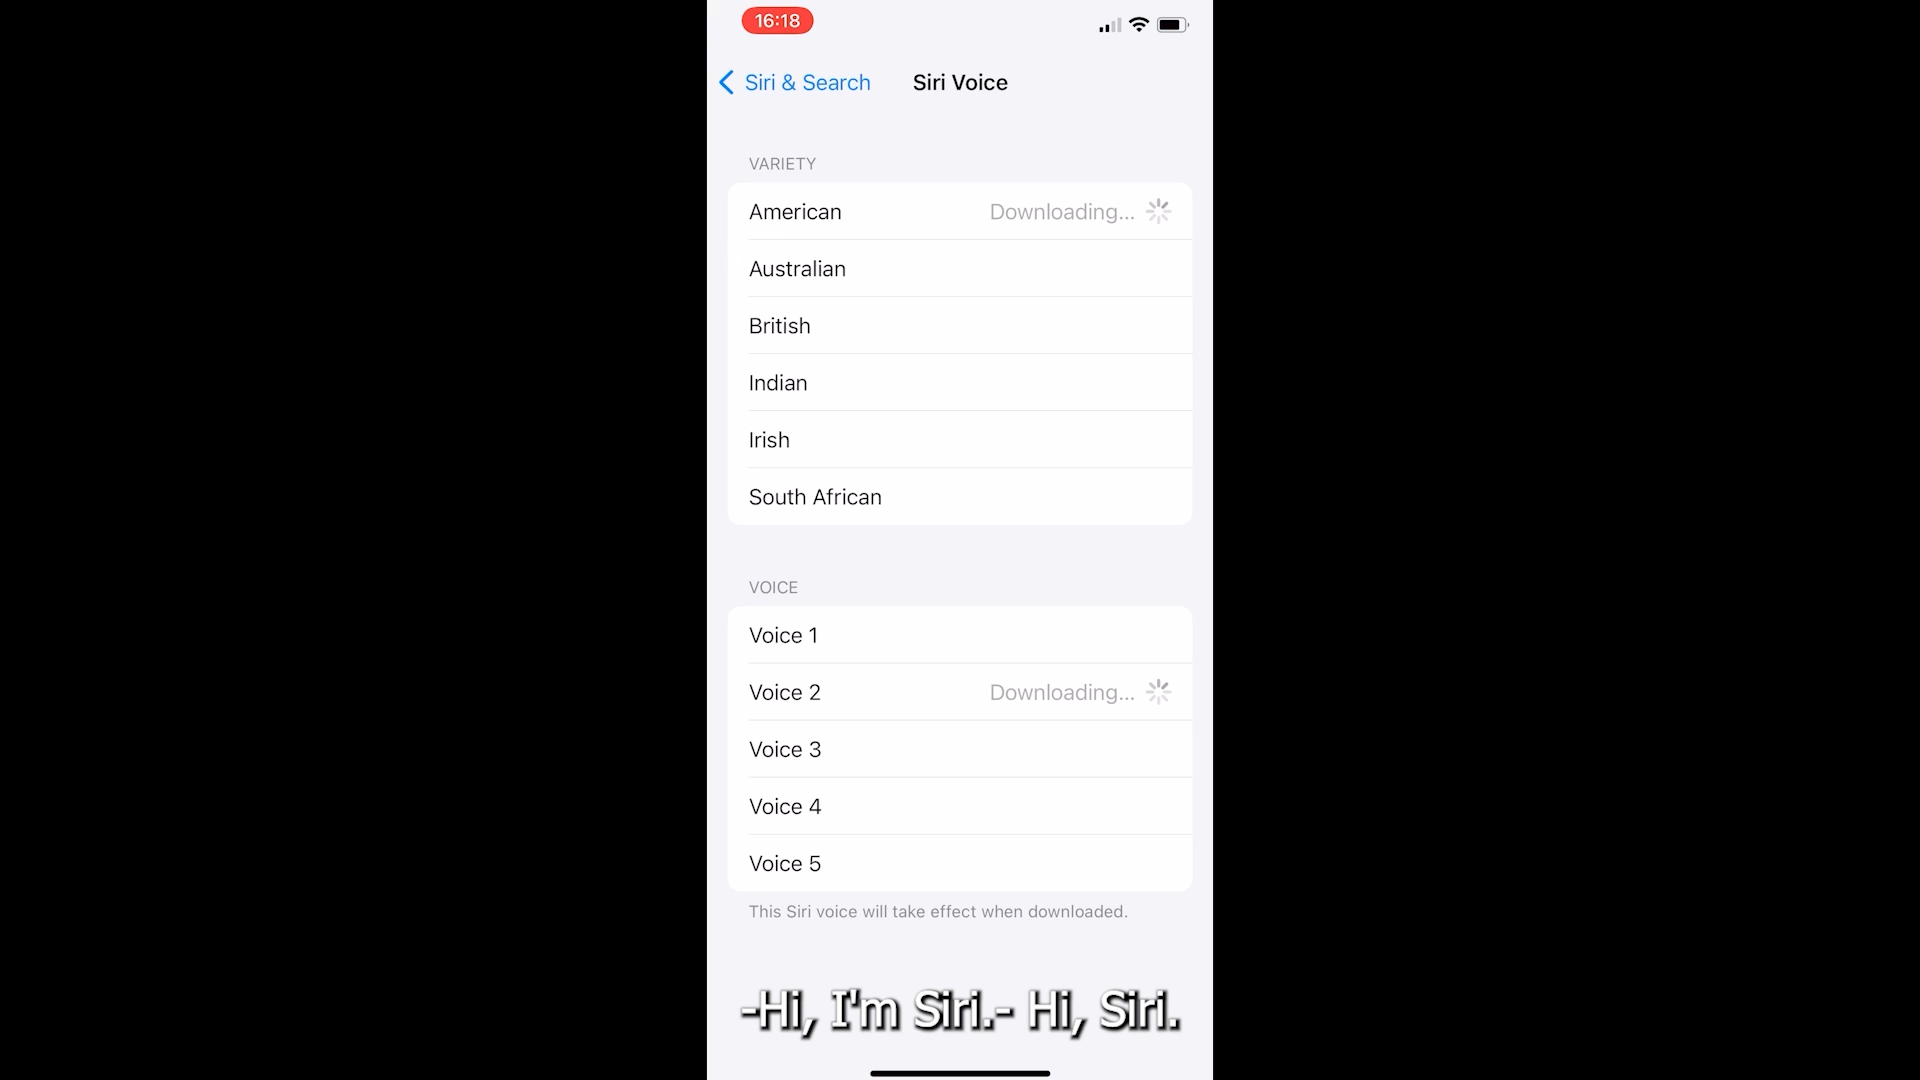 16:18
Siri & Search
Siri Voice
VARIETY
American
Downloading...
Australian
British
Indian
Irish
South African
VOICE
Voice 1
Voice 2
Downloading...
Voice 3
Voice 4
Voice 5
This Siri voice will take effect when downloaded.
-Hi, I'm Siri.- Hi, Siri.